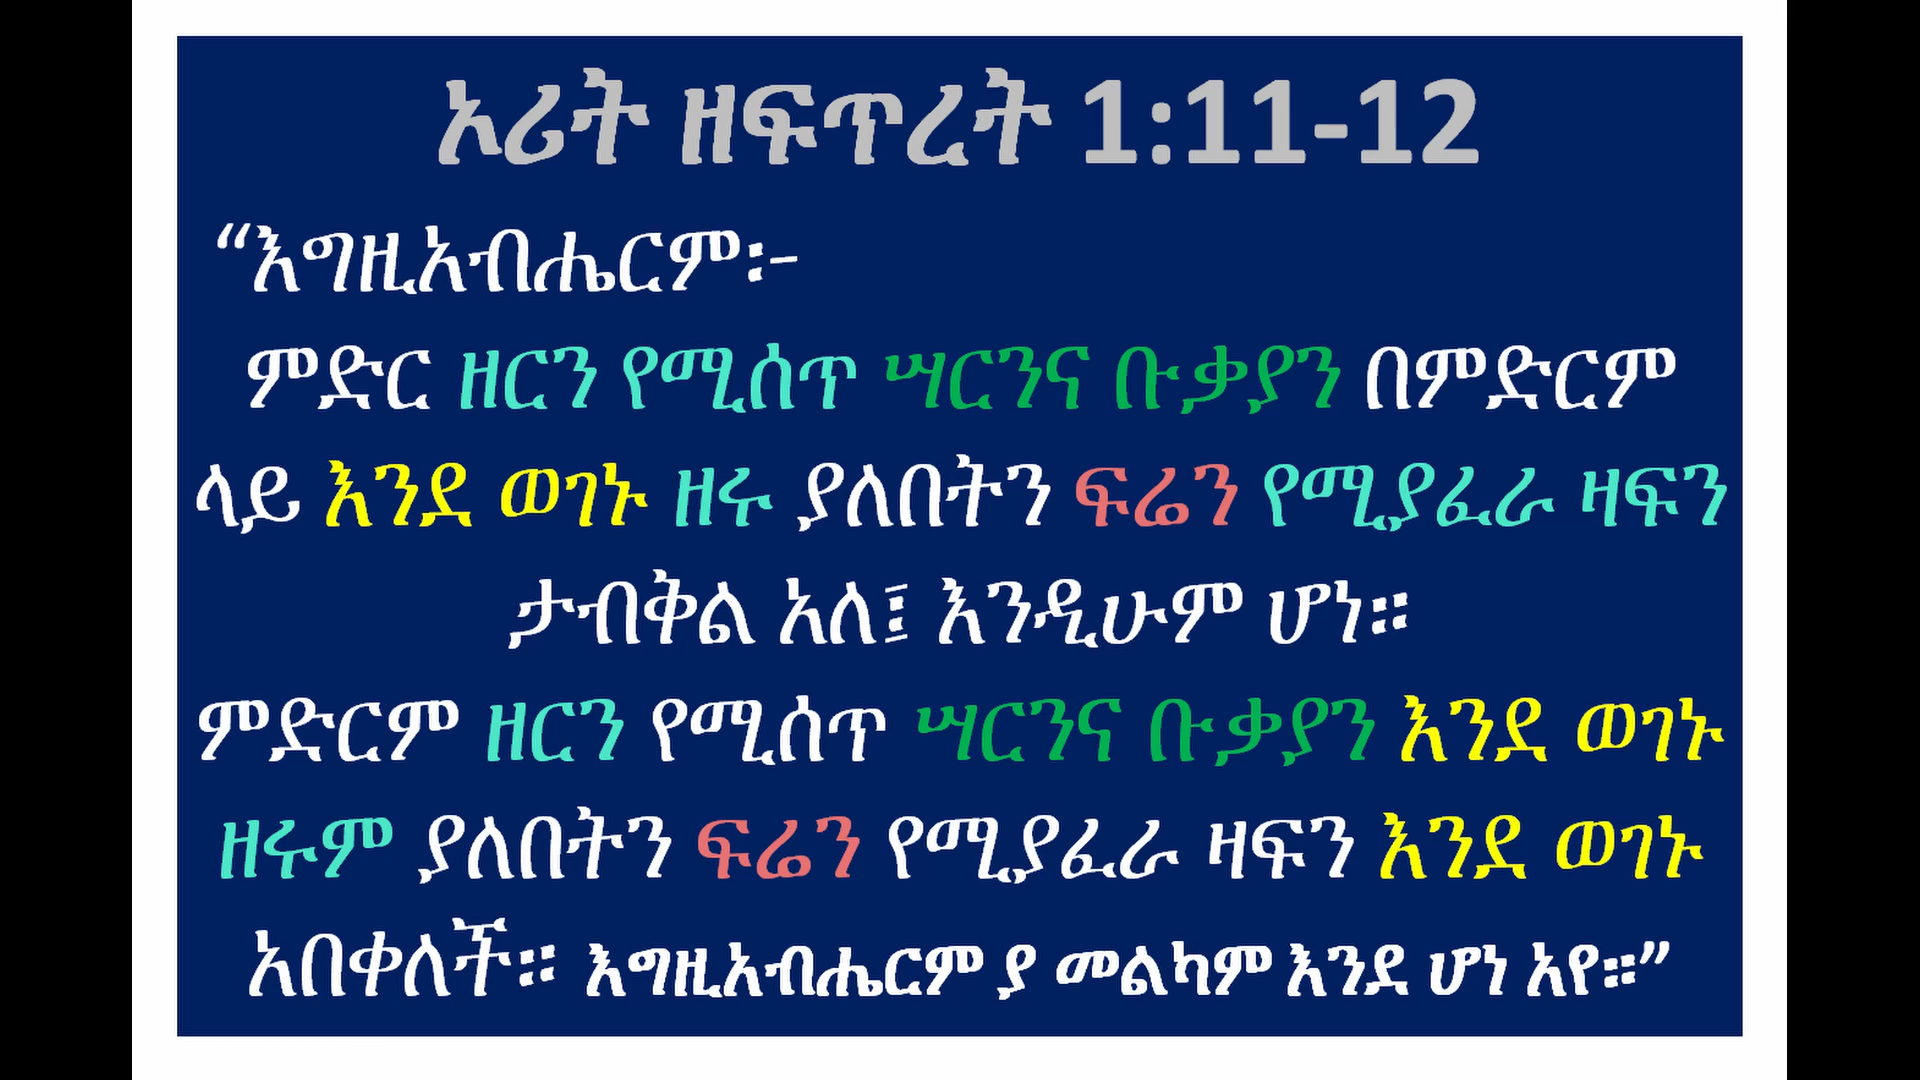 ኦሪት ዘፍጥረት 1:11-12
“እግዚአብሔርም፡-
ምድር ዘርን የሚሰጥ ሣርንና ቡቃያን በምድርም
ላይ እንደ ወገኑ ዘሩ ያለበትን ፍሬን የሚያፈራ ዛፍን
ታብቅል አለ፤ እንዲሁም ሆነ።
ምድርም ዘርን የሚሰጥ ሣርንና ቡቃያን እንደ ወገኑ
ዘሩም ያለበትን ፍሬን የሚያፈራ ዛፍን እንደ ወገኑ
አበቀለች። እግዚአብሔርም ያ መልካም እንደ ሆነ አየ።”